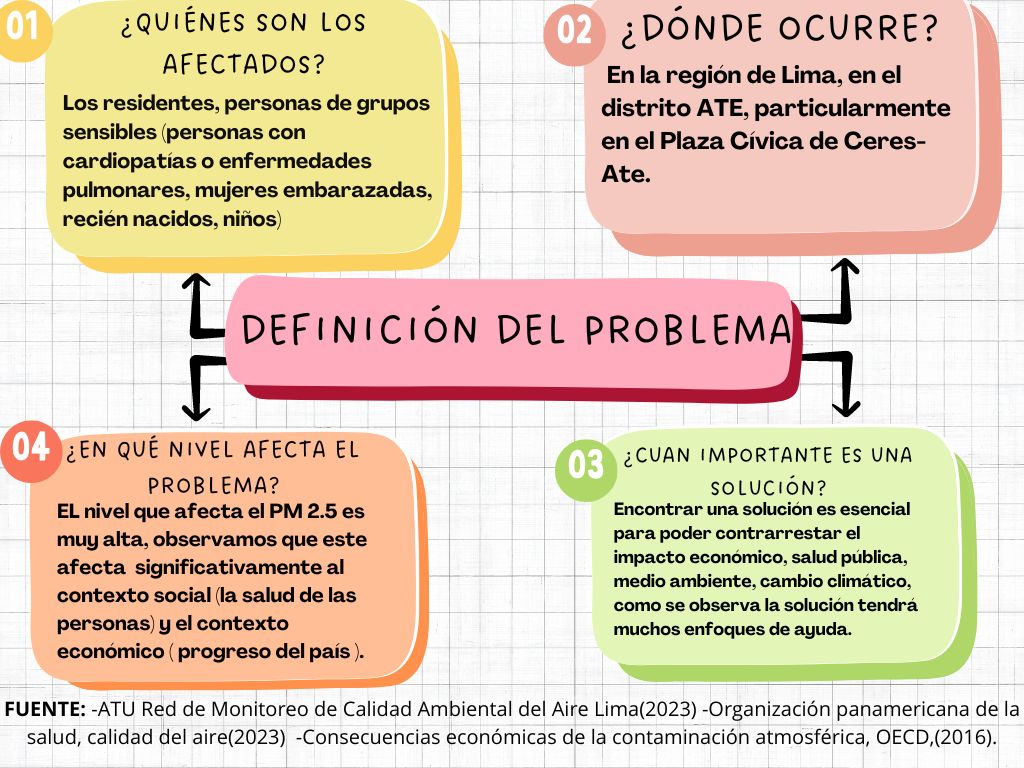 01
¿QUIÉNES SON LOS
AFECTADOS?
Los residentes, personas de grupos
sensibles (personas con
cardiopatías o enfermedades
pulmonares, mujeres embarazadas,
recién nacidos, niños)
02
¿DÓNDE OCURRE?
En la región de Lima, en el
distrito ATE, particularmente
en el Plaza Cívica de Ceres-
Ate.
DEFINICIÓN DEL PROBLEMA
04
¿EN QUÉ NIVEL AFECTA EL
PROBLEMA?
EL nivel que afecta el PM 2.5 es
muy alta, observamos que este
afecta significativamente al
contexto social (la salud de las
personas) y el contexto
económico ( progreso del país ).
03
¿CUAN IMPORTANTE ES UNA
SOLUCIÓN?
Encontrar una solución es esencial
para poder contrarrestar el
impacto económico, salud pública,
medio ambiente, cambio climático,
como se observa la solución tendrá
muchos enfoques de ayuda.
FUENTE: -ATU Red de Monitoreo de Calidad Ambiental del Aire Lima(2023) -Organización panamericana de la
salud, calidad del aire(2023) -Consecuencias económicas de la contaminación atmosférica, OECD,(2016).